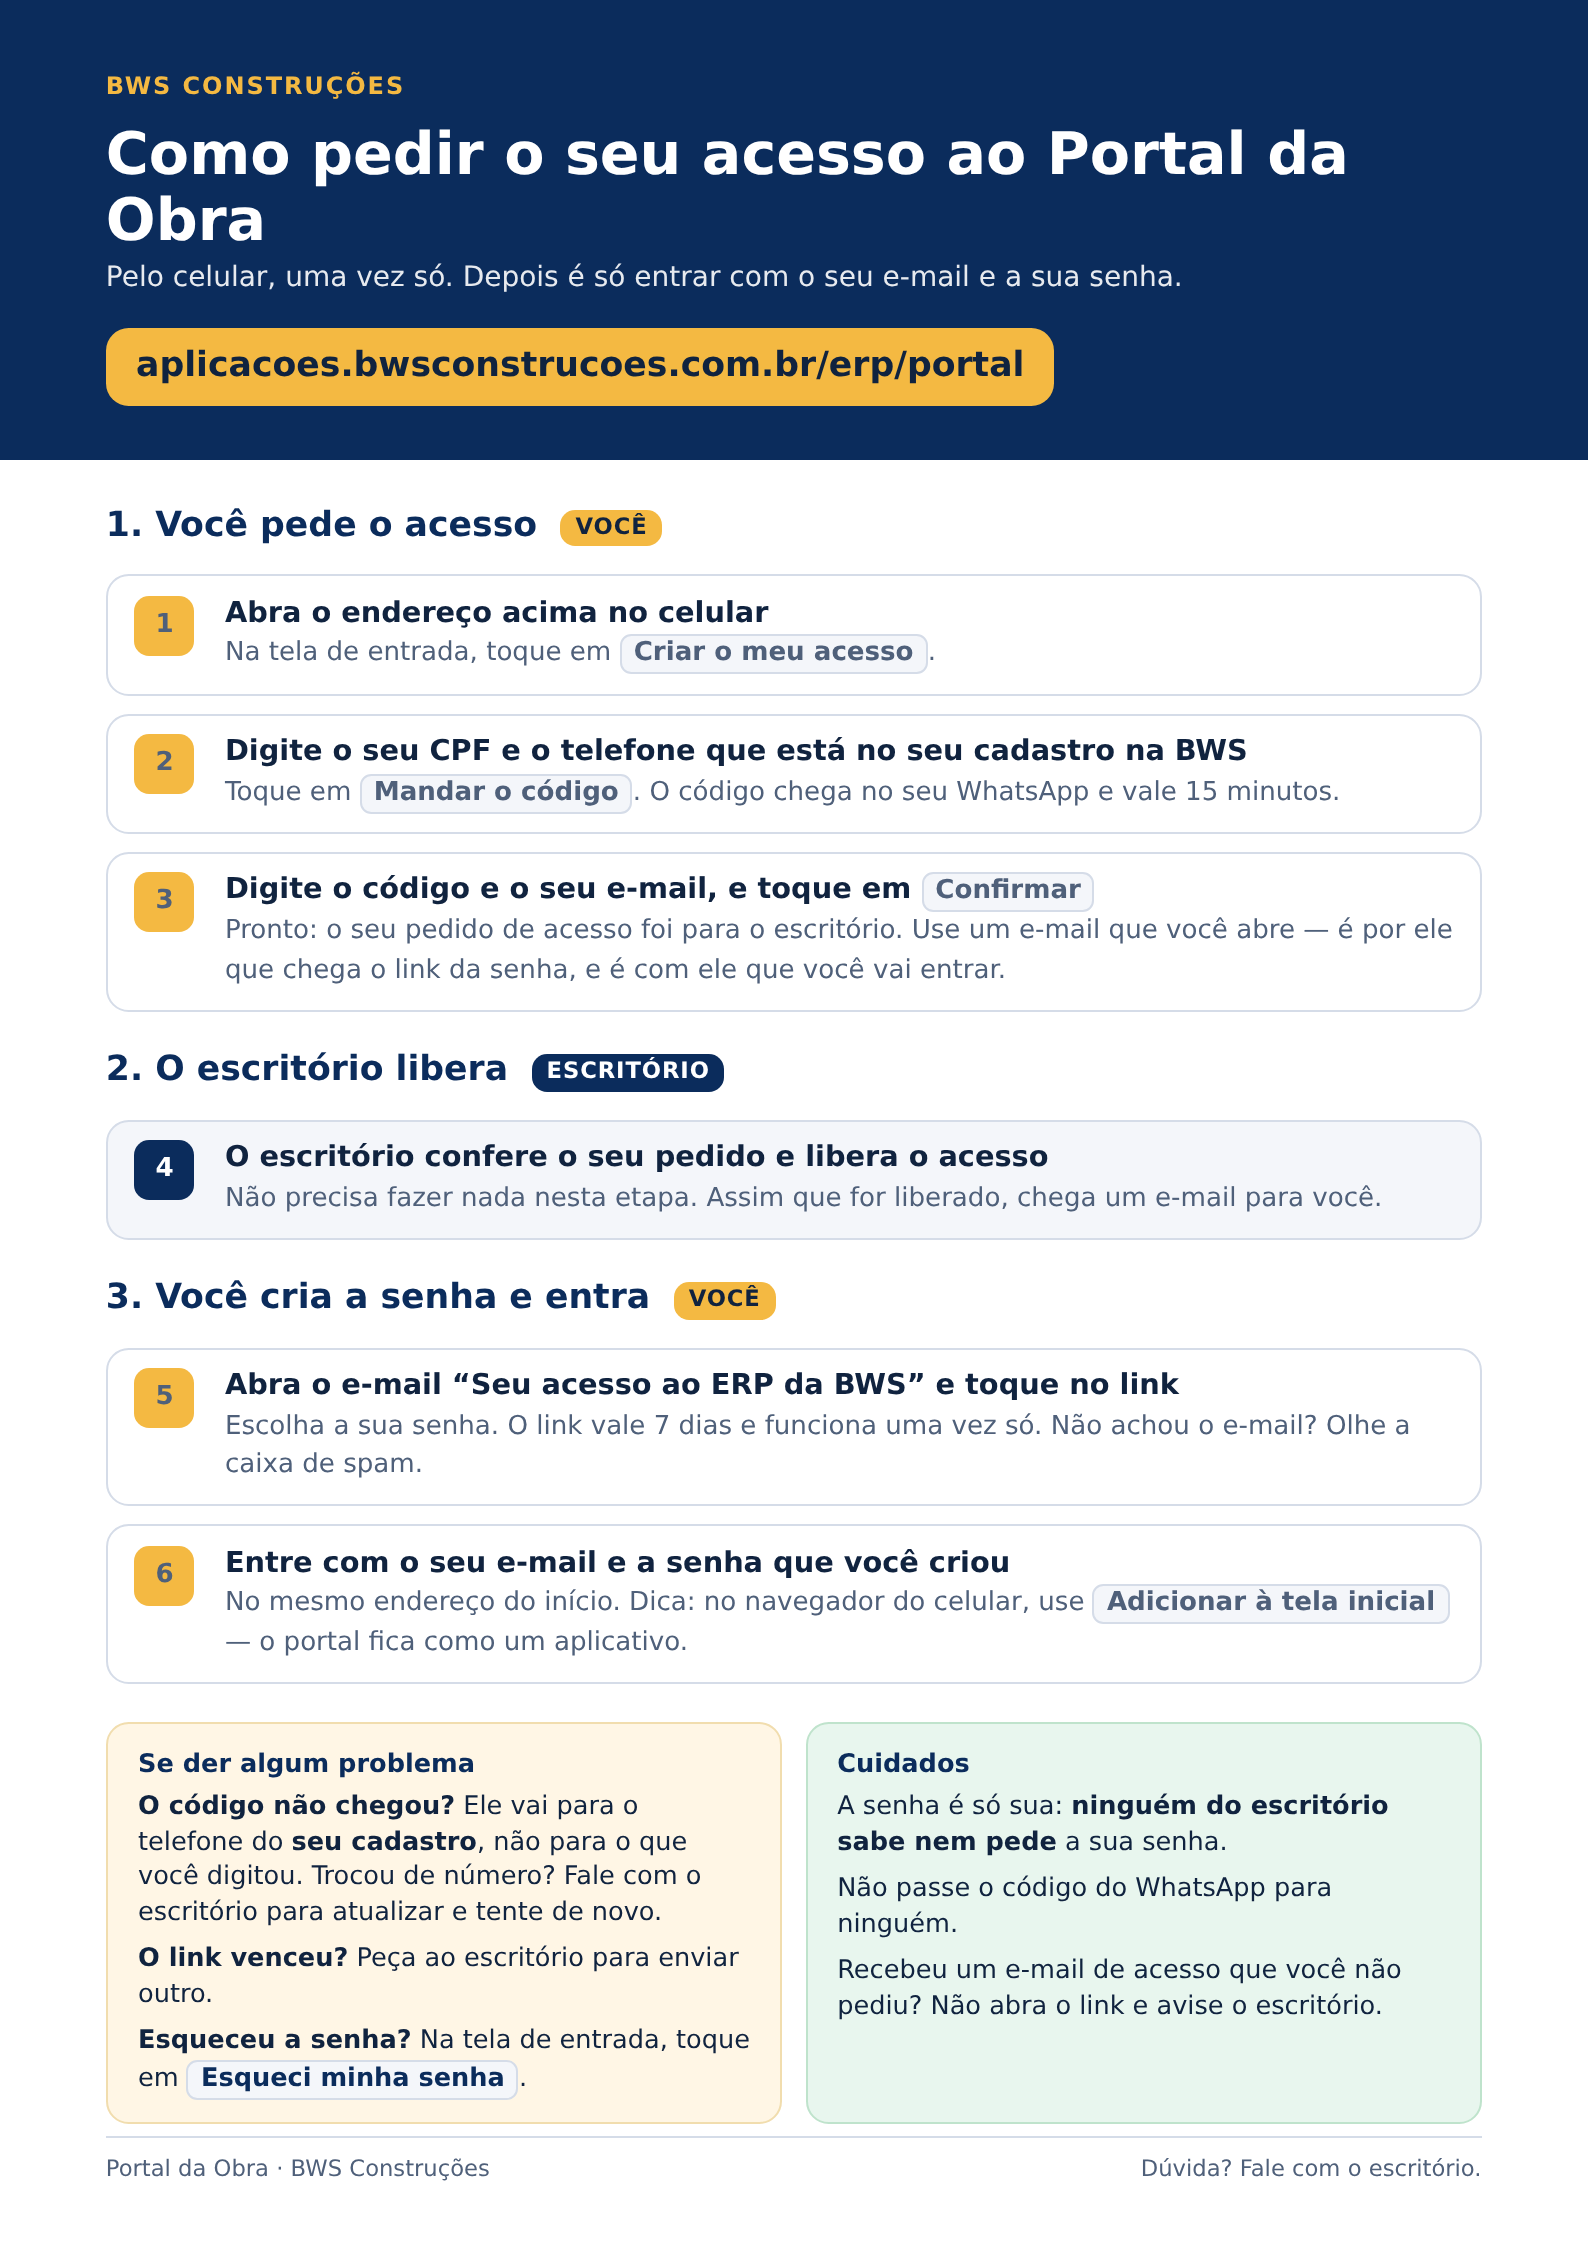 BWS CONSTRUÇÕES
Como pedir o seu acesso ao Portal da
Obra
Pelo celular, uma vez só. Depois é só entrar com o seu e-mail e a sua senha.
aplicacoes.bwsconstrucoes.com.br/erp/portal
1. Você pede o acesso VOCÊ
1 Abra o endereço acima no celular
Na tela de entrada, toque em Criar o meu acesso.
2 Digite o seu CPF e o telefone que está no seu cadastro na BWS
Toque em Mandar o código. O código chega no seu WhatsApp e vale 15 minutos.
3 Digite o código e o seu e-mail, e toque em Confirmar
Pronto: o seu pedido de acesso foi para o escritório. Use um e-mail que você abre — é por ele
que chega o link da senha, e é com ele que você vai entrar.
2. O escritório libera ESCRITÓRIO
4 O escritório confere o seu pedido e libera o acesso
Não precisa fazer nada nesta etapa. Assim que for liberado, chega um e-mail para você.
3. Você cria a senha e entra VOCÊ
5 Abra o e-mail “Seu acesso ao ERP da BWS” e toque no link
Escolha a sua senha. O link vale 7 dias e funciona uma vez só. Não achou o e-mail? Olhe a
caixa de spam.
6 Entre com o seu e-mail e a senha que você criou
No mesmo endereço do início. Dica: no navegador do celular, use Adicionar à tela inicial
— o portal fica como um aplicativo.
Se der algum problema
O código não chegou? Ele vai para o
telefone do seu cadastro, não para o que
você digitou. Trocou de número? Fale com o
escritório para atualizar e tente de novo.
O link venceu? Peça ao escritório para enviar
outro.
Esqueceu a senha? Na tela de entrada, toque
em Esqueci minha senha.
Cuidados
A senha é só sua: ninguém do escritório
sabe nem pede a sua senha.
Não passe o código do WhatsApp para
ninguém.
Recebeu um e-mail de acesso que você não
pediu? Não abra o link e avise o escritório.
Portal da Obra · BWS Construções
Dúvida? Fale com o escritório.